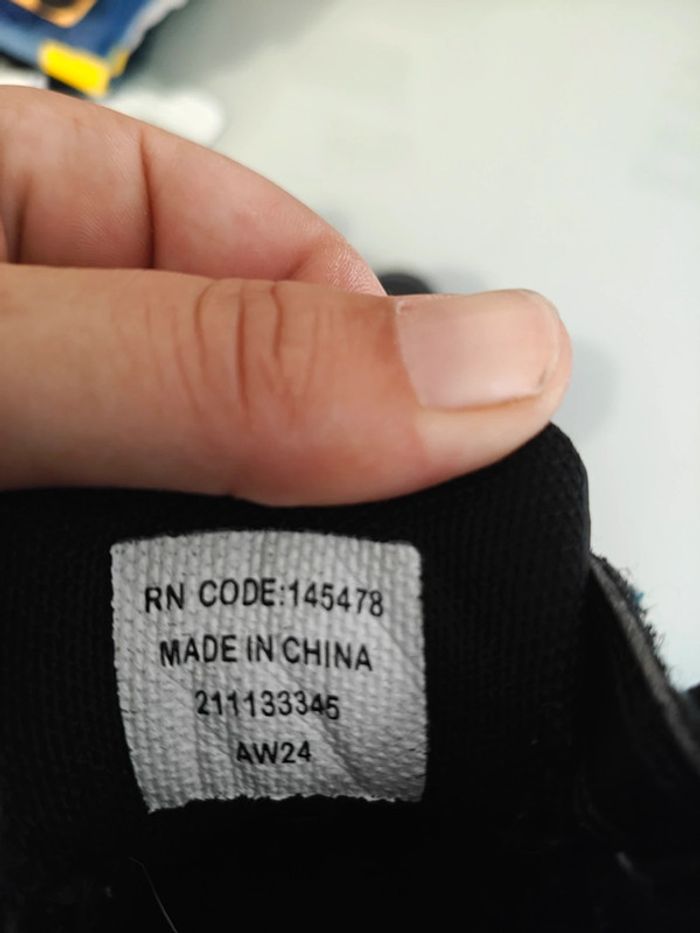 RN CODE:145478
MADE IN CHINA
211133345
AW24